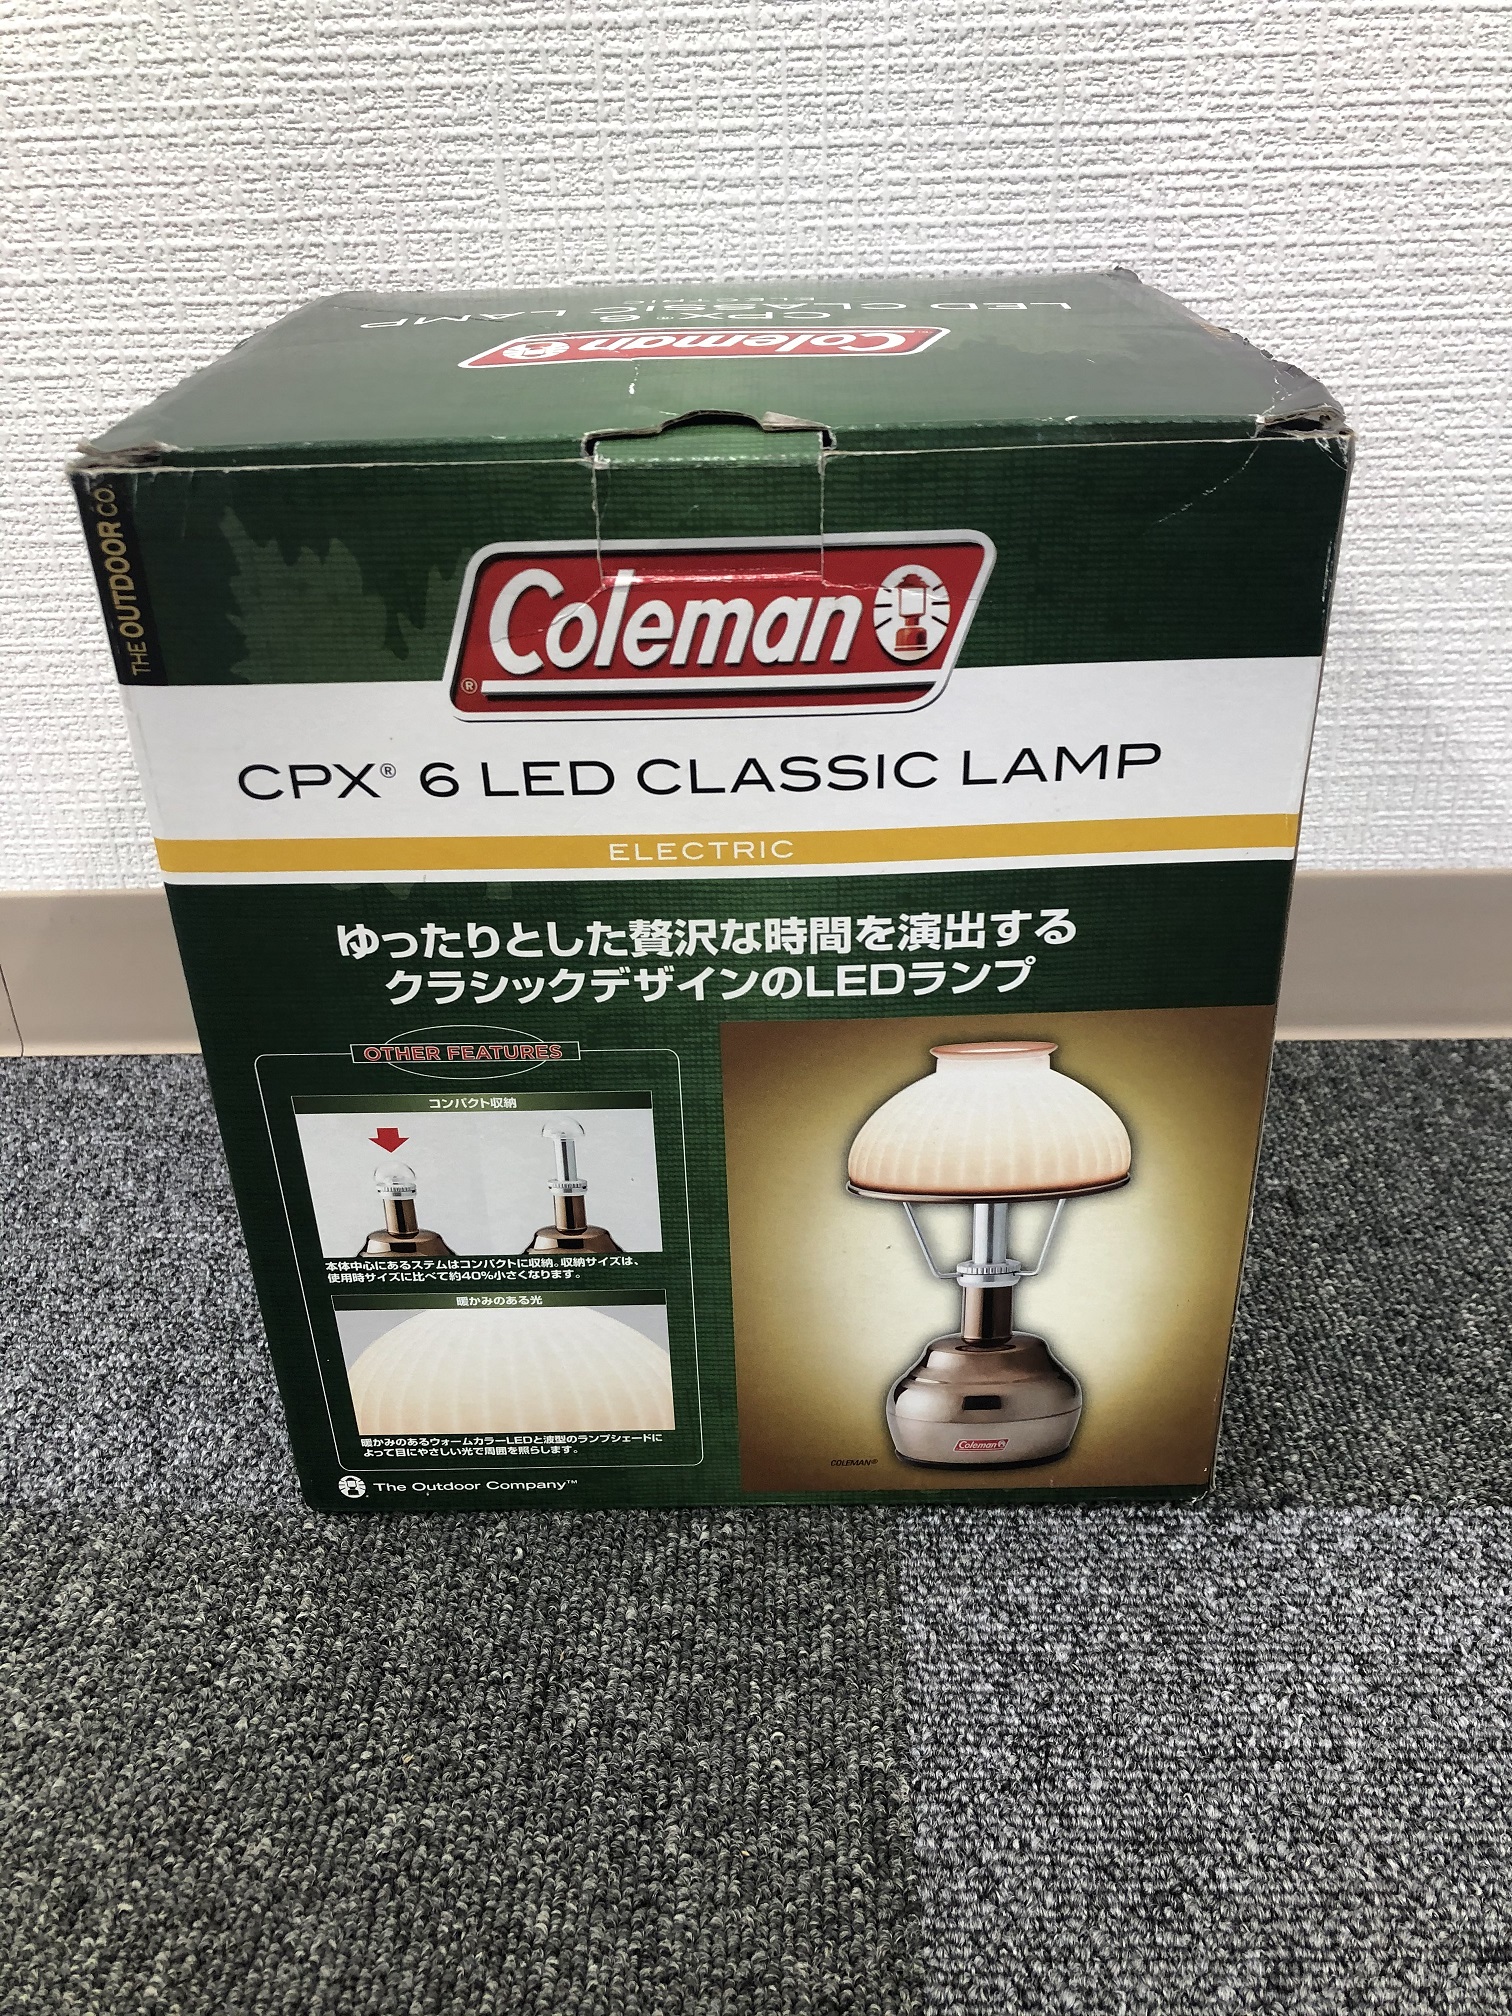 LED CLASSIC LAMP
CPX® 6
ELECTRIC
Coleman
THE OUTDOOR CO.
Coleman
®
CPX® 6 LED CLASSIC LAMP
ELECTRIC
ゆったりとした贅沢な時間を演出する
クラシックデザインのLEDランプ
OTHER FEATURES
コンパクト収納
本体中心にあるステムはコンパクトに収納。収納サイズは、
使用時サイズに比べて約40%小さくなります。
暖かみのある光
暖かみのあるウォームカラーLEDと波型のランプシェードに
よって目にやさしい光で周囲を照らします。
The Outdoor Company™
Coleman
COLEMAN®